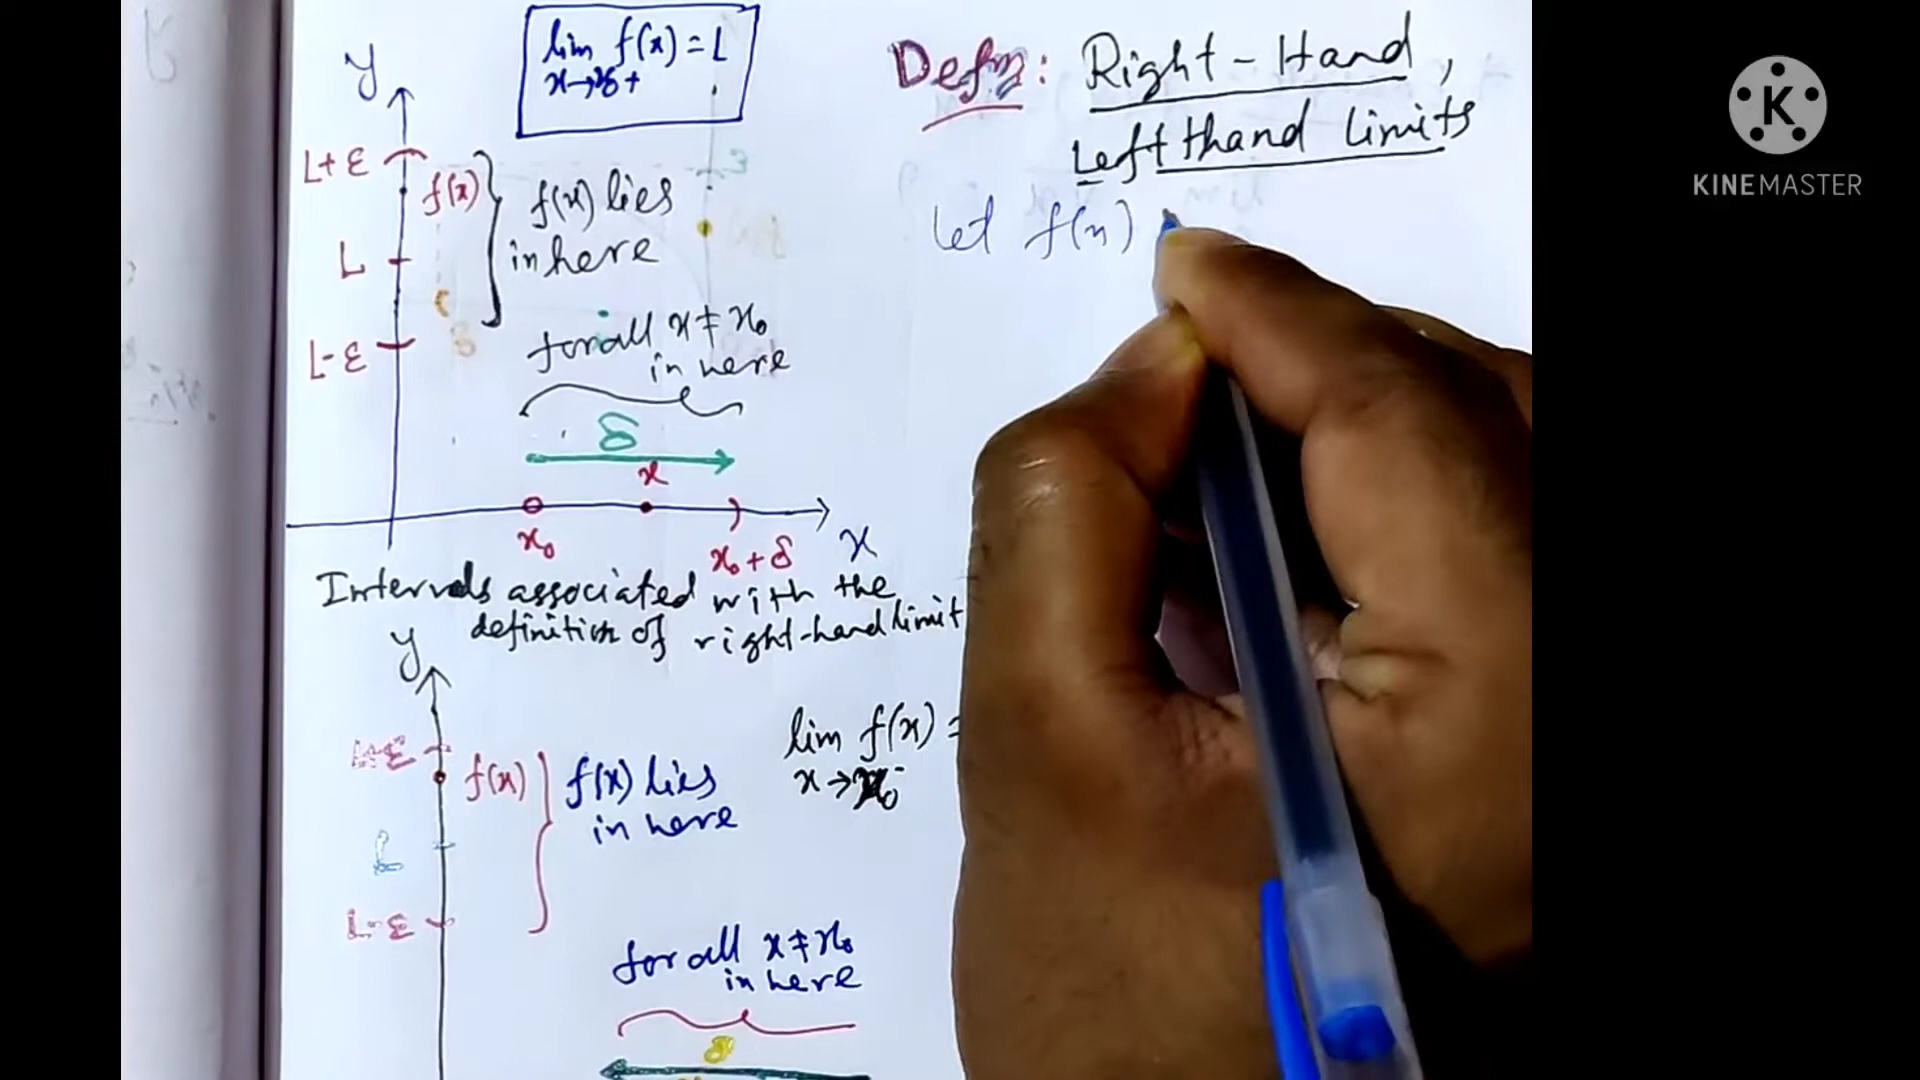 lim f(x) = L
x→x0+
y
L+ε
f(x)
f(x) lies
in here
L
L-ε
for all x ≠ x0
in here
δ
x
x0
x0+δ
x
Intervals associated with the
definition of right-hand limit
y
f(x)
f(x) lies
in here
lim f(x) =
x→x0-
L
L-ε
for all x ≠ x0
in here
δ
Defn: Right-Hand,
Left thand limits
Let f(x)
K
KINEMASTER